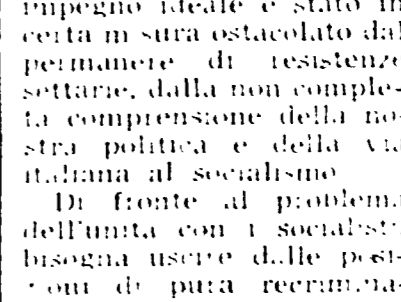 impegno ideale è stato in
certa misura ostacolato dal
permanere di resistenze
settarie, dalla non comple-
ta comprensione della no-
stra politica e della via
italiana al socialismo
Di fronte al problema
dell'unità con i socialisti
bisogna uscire dalle posi-
zioni di pura recrimina-